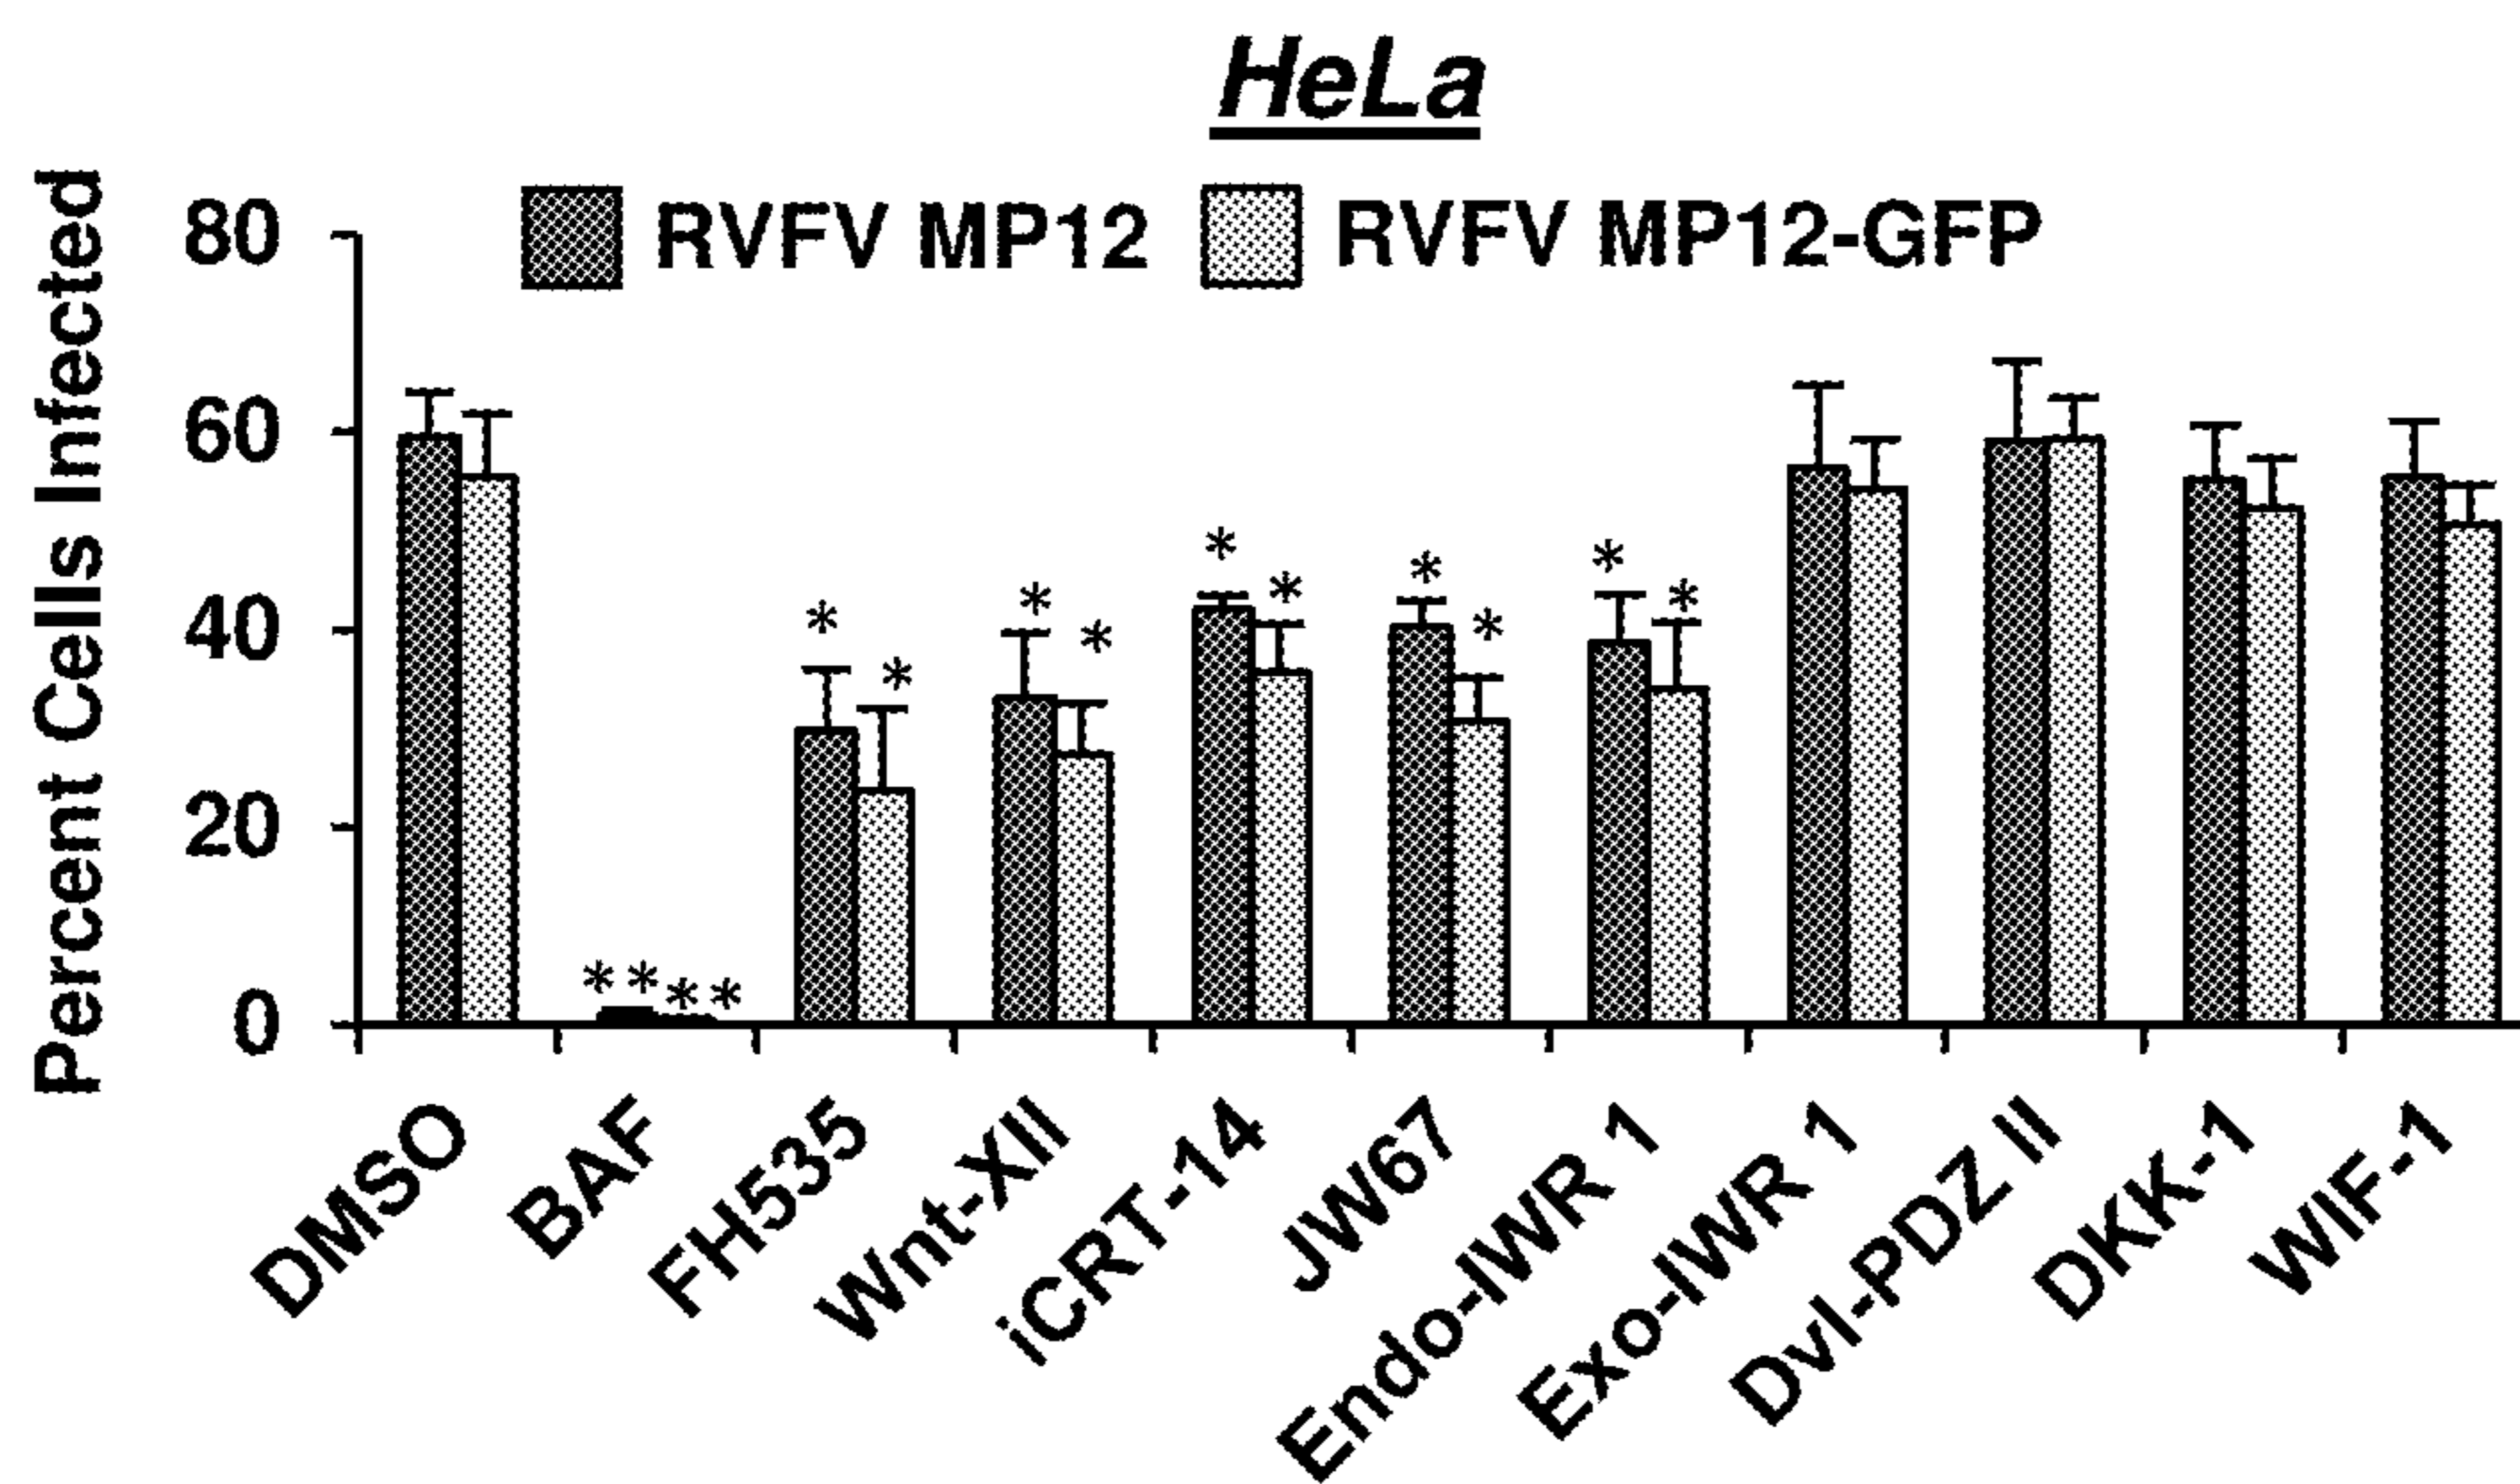 HeLa
RVFV MP12 RVFV MP12-GFP
Percent Cells Infected
80
60
40
20
0
* * * *
* *
* *
* *
* *
* *
DMSO
BAF
FH535
Wnt-XII
iCRT-14
JW67
Endo-IWR 1
Exo-IWR 1
Dvl-PDZ II
DKK-1
WIF-1